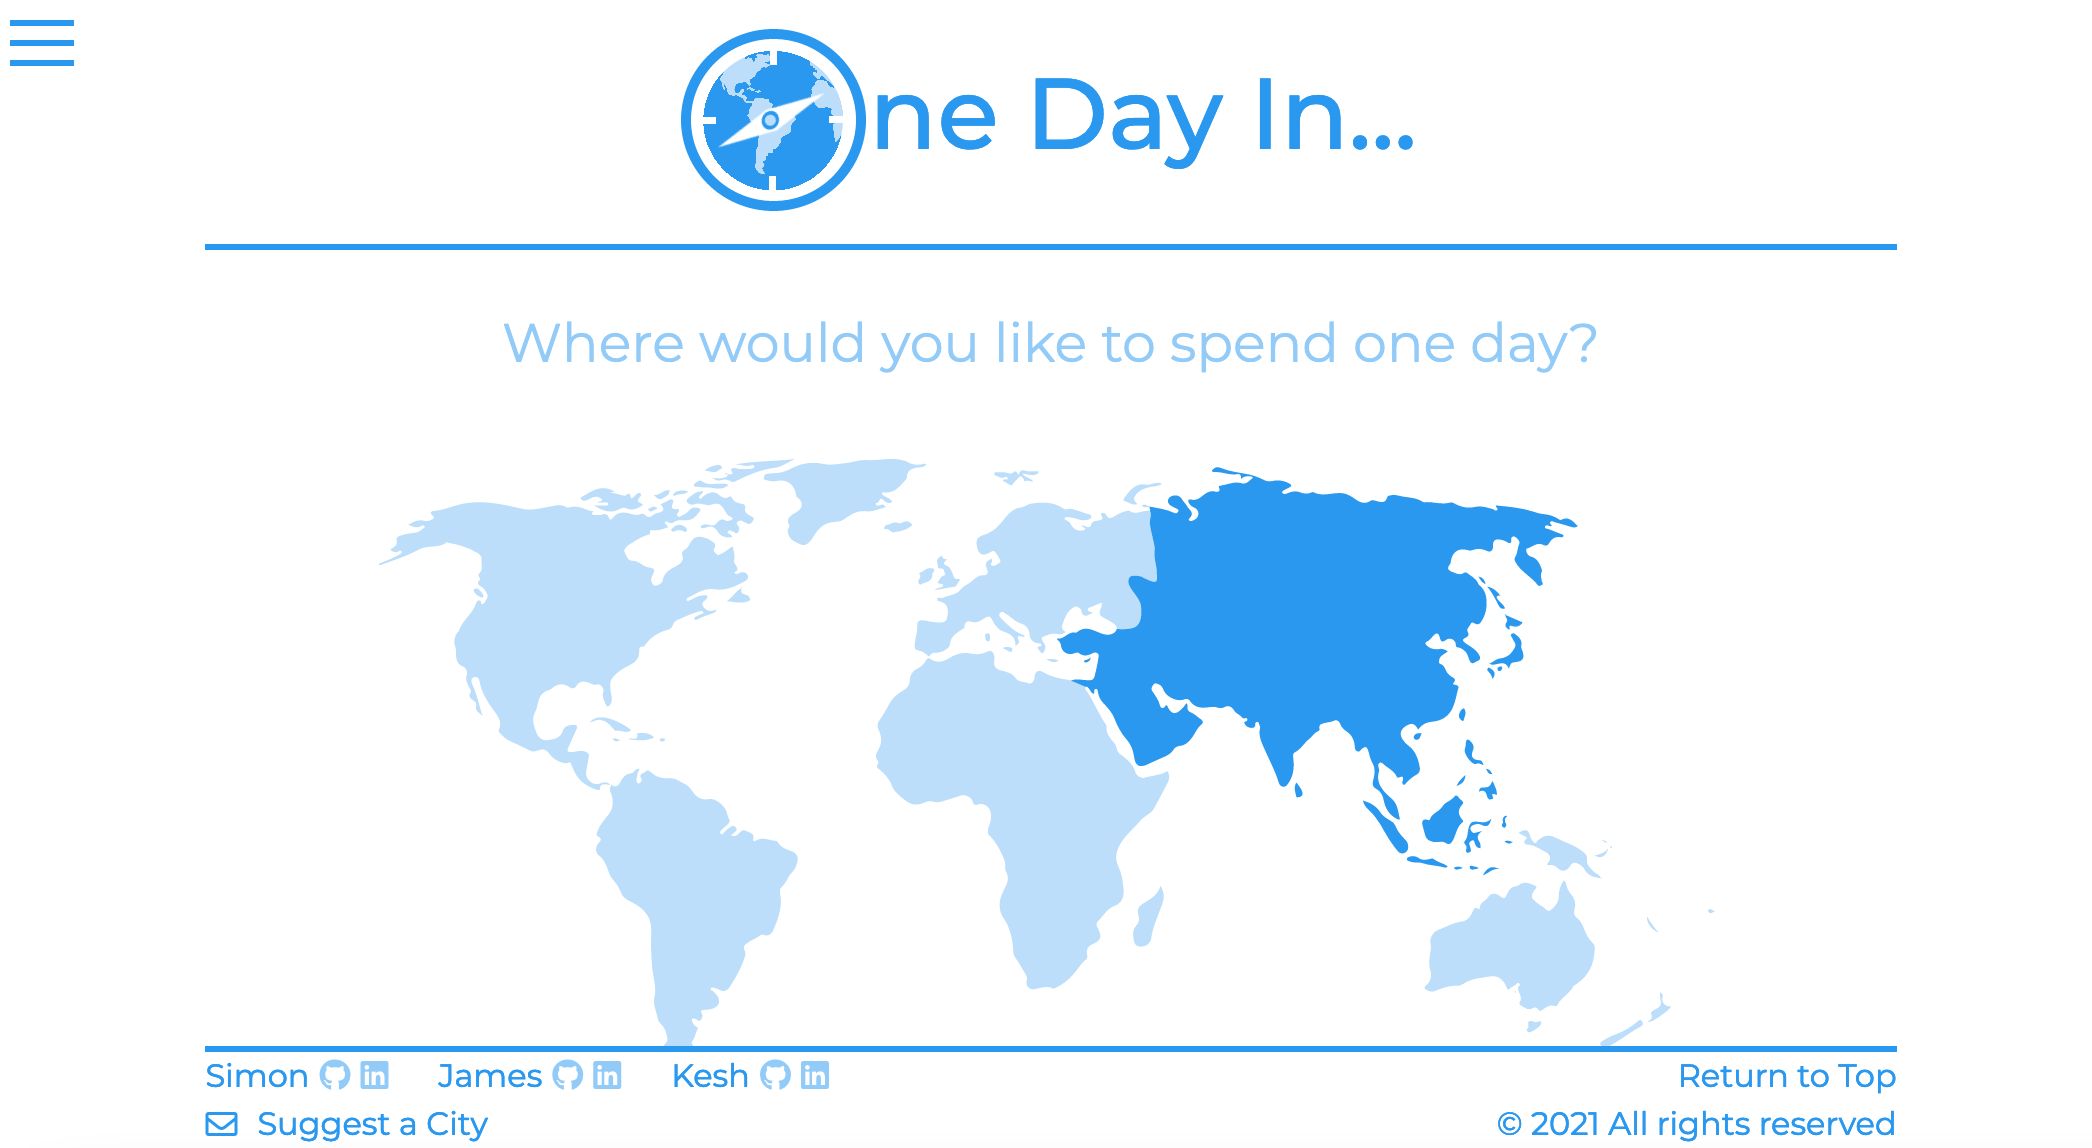 One Day In...
Where would you like to spend one day?
Simon James Kesh Return to Top
Suggest a City © 2021 All rights reserved